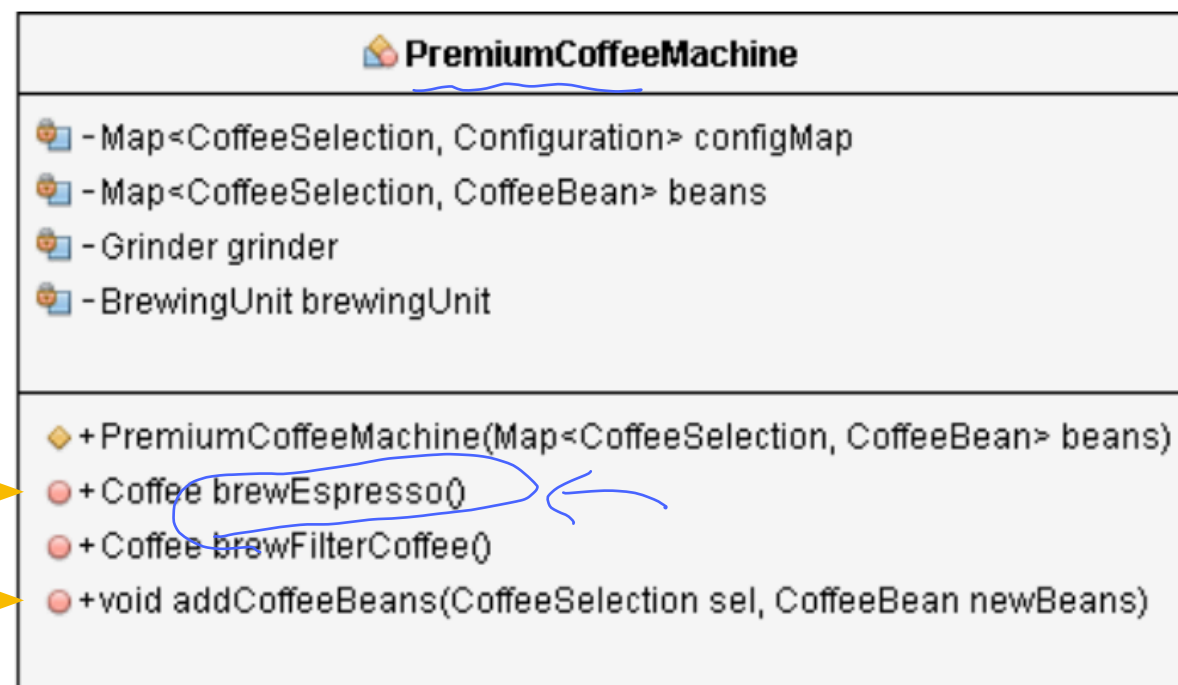 PremiumCoffeeMachine
-Map<CoffeeSelection, Configuration> configMap
-Map<CoffeeSelection, CoffeeBean> beans
-Grinder grinder
-BrewingUnit brewingUnit
+PremiumCoffeeMachine(Map<CoffeeSelection, CoffeeBean> beans)
+Coffee brewEspresso()
+Coffee brewFilterCoffee()
+void addCoffeeBeans(CoffeeSelection sel, CoffeeBean newBeans)